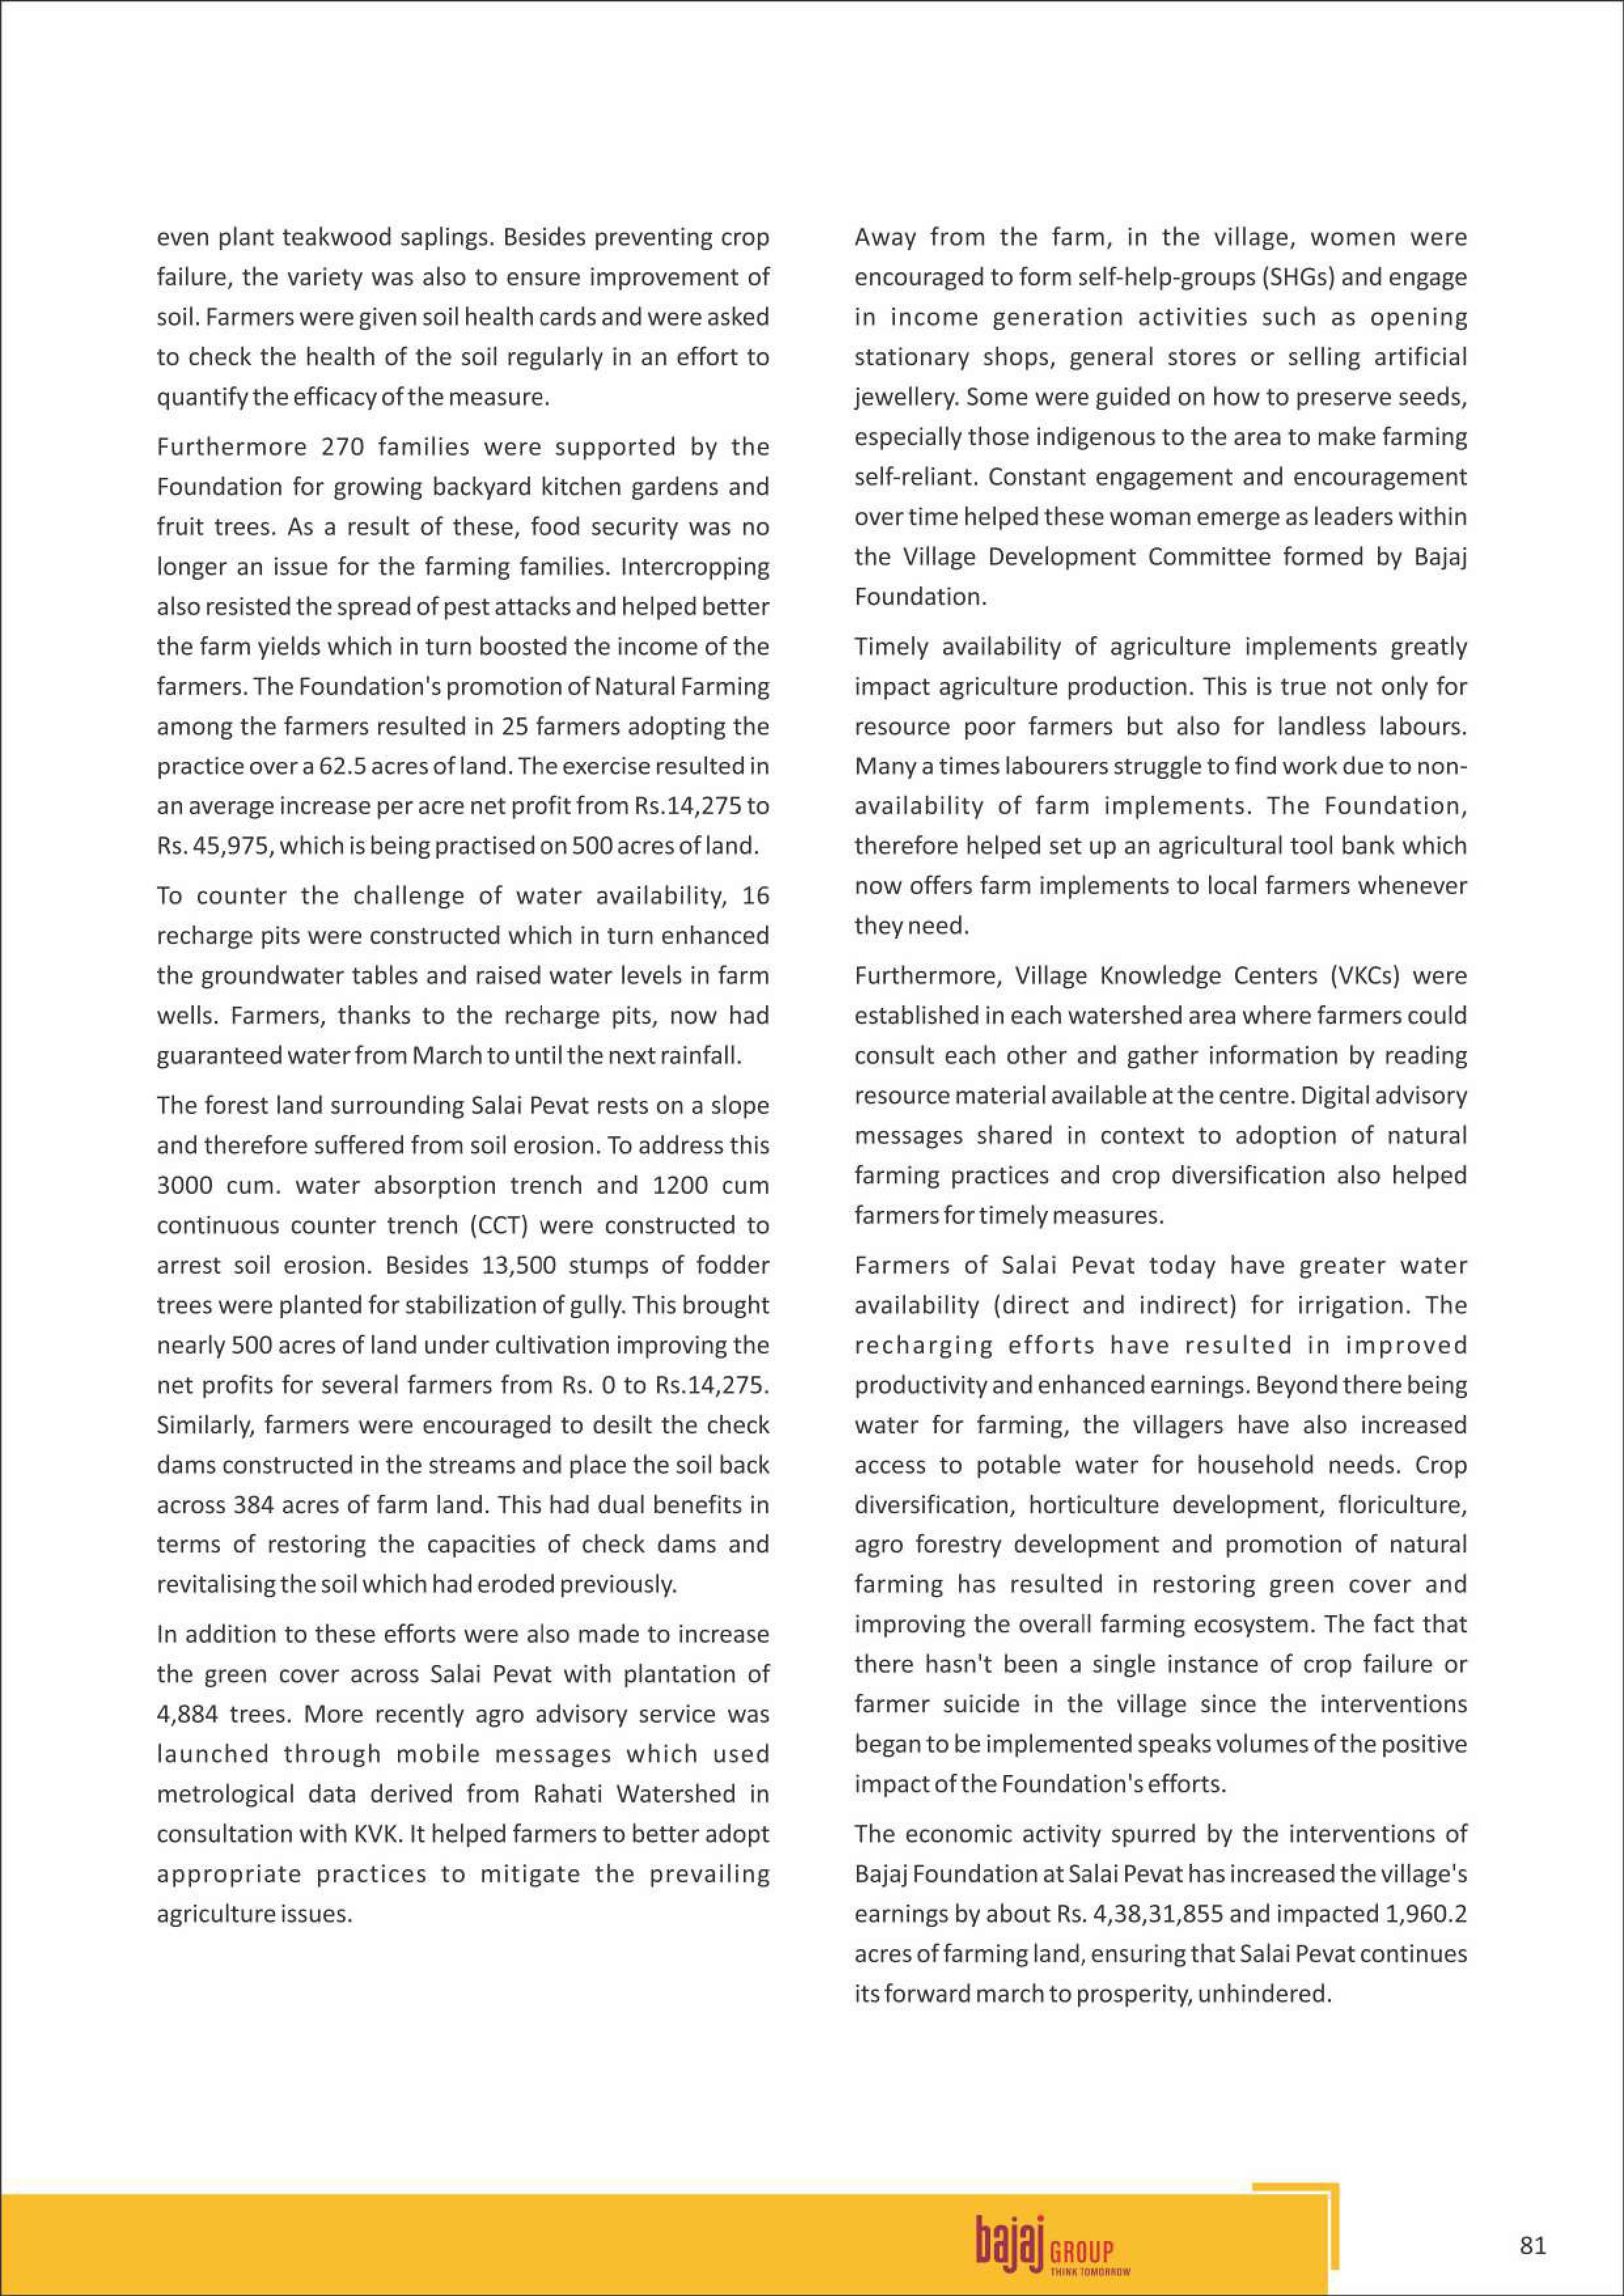 even plant teakwood saplings. Besides preventing crop
failure, the variety was also to ensure improvement of
soil. Farmers were given soil health cards and were asked
to check the health of the soil regularly in an effort to
quantify the efficacy of the measure.
Furthermore 270 families were supported by the
Foundation for growing backyard kitchen gardens and
fruit trees. As a result of these, food security was no
longer an issue for the farming families. Intercropping
also resisted the spread of pest attacks and helped better
the farm yields which in turn boosted the income of the
farmers. The Foundation's promotion of Natural Farming
among the farmers resulted in 25 farmers adopting the
practice over a 62.5 acres of land. The exercise resulted in
an average increase per acre net profit from Rs.14,275 to
Rs. 45,975, which is being practised on 500 acres of land.
To counter the challenge of water availability, 16
recharge pits were constructed which in turn enhanced
the groundwater tables and raised water levels in farm
wells. Farmers, thanks to the recharge pits, now had
guaranteed water from March to until the next rainfall.
The forest land surrounding Salai Pevat rests on a slope
and therefore suffered from soil erosion. To address this
3000 cum. water absorption trench and 1200 cum
continuous counter trench (CCT) were constructed to
arrest soil erosion. Besides 13,500 stumps of fodder
trees were planted for stabilization of gully. This brought
nearly 500 acres of land under cultivation improving the
net profits for several farmers from Rs. 0 to Rs.14,275.
Similarly, farmers were encouraged to desilt the check
dams constructed in the streams and place the soil back
across 384 acres of farm land. This had dual benefits in
terms of restoring the capacities of check dams and
revitalising the soil which had eroded previously.
In addition to these efforts were also made to increase
the green cover across Salai Pevat with plantation of
4,884 trees. More recently agro advisory service was
launched through mobile messages which used
metrological data derived from Rahati Watershed in
consultation with KVK. It helped farmers to better adopt
appropriate practices to mitigate the prevailing
agriculture issues.
Away from the farm, in the village, women were
encouraged to form self-help-groups (SHGs) and engage
in income generation activities such as opening
stationary shops, general stores or selling artificial
jewellery. Some were guided on how to preserve seeds,
especially those indigenous to the area to make farming
self-reliant. Constant engagement and encouragement
over time helped these woman emerge as leaders within
the Village Development Committee formed by Bajaj
Foundation.
Timely availability of agriculture implements greatly
impact agriculture production. This is true not only for
resource poor farmers but also for landless labours.
Many a times labourers struggle to find work due to non-
availability of farm implements. The Foundation,
therefore helped set up an agricultural tool bank which
now offers farm implements to local farmers whenever
they need.
Furthermore, Village Knowledge Centers (VKCs) were
established in each watershed area where farmers could
consult each other and gather information by reading
resource material available at the centre. Digital advisory
messages shared in context to adoption of natural
farming practices and crop diversification also helped
farmers for timely measures.
Farmers of Salai Pevat today have greater water
availability (direct and indirect) for irrigation. The
recharging efforts have resulted in improved
productivity and enhanced earnings. Beyond there being
water for farming, the villagers have also increased
access to potable water for household needs. Crop
diversification, horticulture development, floriculture,
agro forestry development and promotion of natural
farming has resulted in restoring green cover and
improving the overall farming ecosystem. The fact that
there hasn't been a single instance of crop failure or
farmer suicide in the village since the interventions
began to be implemented speaks volumes of the positive
impact of the Foundation's efforts.
The economic activity spurred by the interventions of
Bajaj Foundation at Salai Pevat has increased the village's
earnings by about Rs. 4,38,31,855 and impacted 1,960.2
acres of farming land, ensuring that Salai Pevat continues
its forward march to prosperity, unhindered.
bajaj GROUP
THINK TOMORROW
81